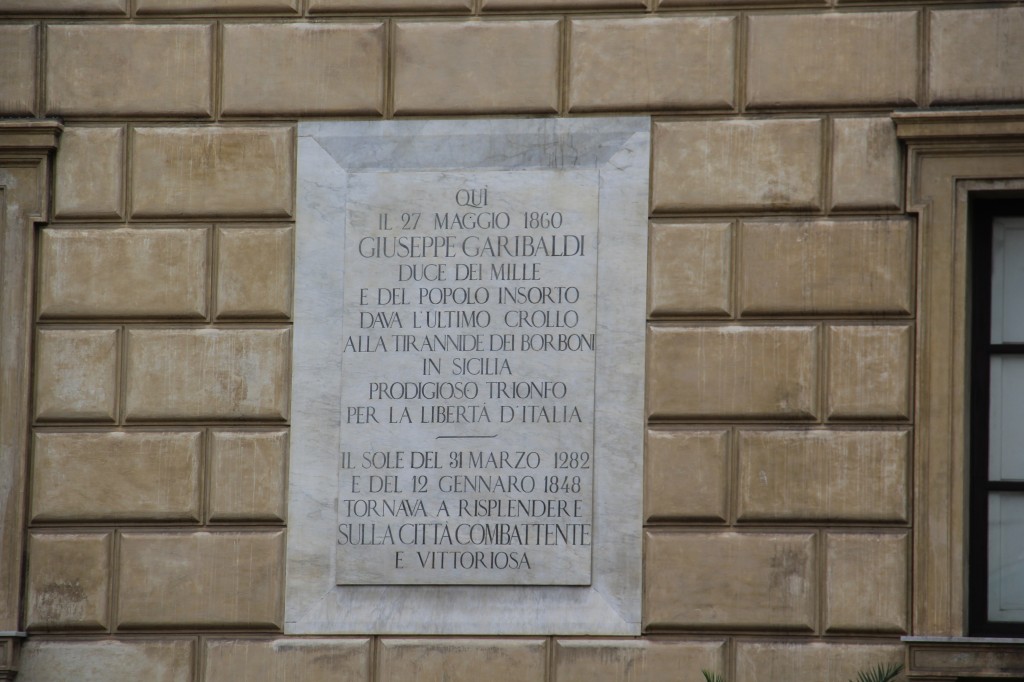 QUÌ
IL 27 MAGGIO 1860
GIUSEPPE GARIBALDI
DUCE DEI MILLE
E DEL POPOLO INSORTO
DAVA L'ULTIMO CROLLO
ALLA TIRANNIDE DEI BORBONI
IN SICILIA
PRODIGIOSO TRIONFO
PER LA LIBERTÀ D'ITALIA
IL SOLE DEL 31 MARZO 1282
E DEL 12 GENNARO 1848
TORNAVA A RISPLENDERE
SULLA CITTÀ COMBATTENTE
E VITTORIOSA